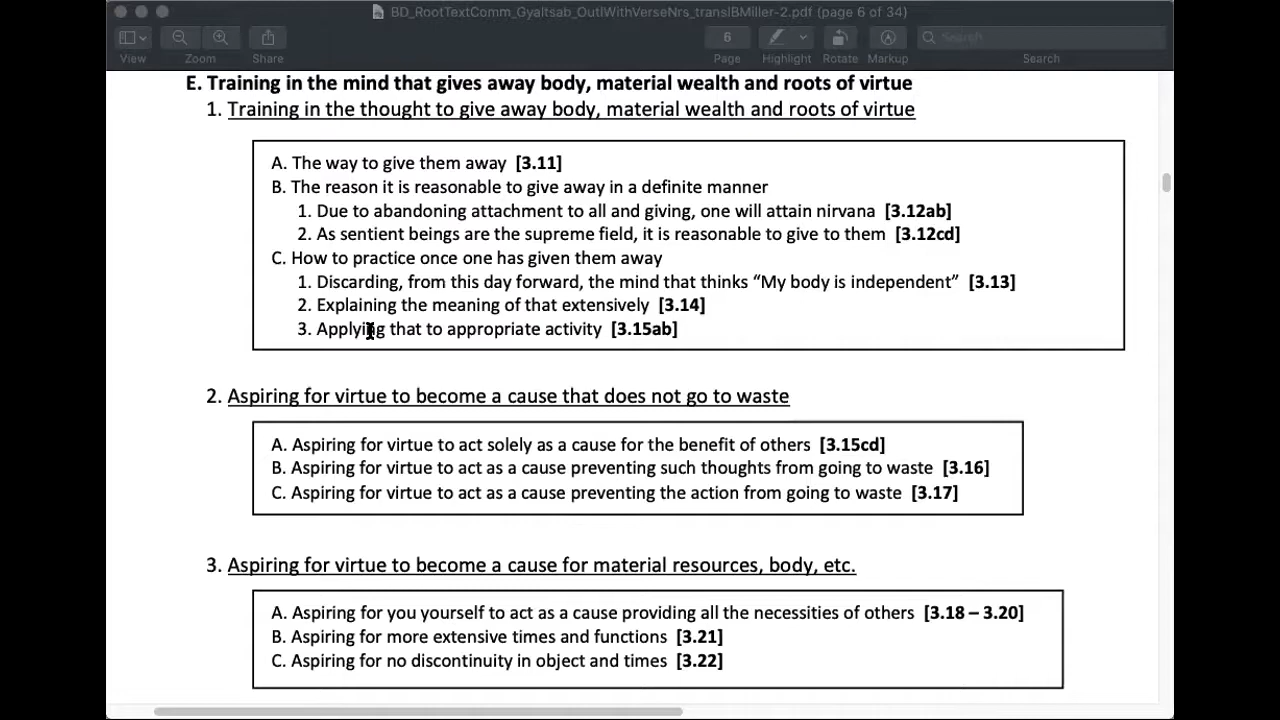 BD_RootTextComm_Gyaltsab_OutlWithVerseNrs_translBMiller-2.pdf (page 6 of 34)
6
Search
View
Zoom
Share
Page
Highlight
Rotate
Markup
Search
E. Training in the mind that gives away body, material wealth and roots of virtue
1. Training in the thought to give away body, material wealth and roots of virtue
A. The way to give them away [3.11]
B. The reason it is reasonable to give away in a definite manner
1. Due to abandoning attachment to all and giving, one will attain nirvana [3.12ab]
2. As sentient beings are the supreme field, it is reasonable to give to them [3.12cd]
C. How to practice once one has given them away
1. Discarding, from this day forward, the mind that thinks “My body is independent” [3.13]
2. Explaining the meaning of that extensively [3.14]
3. Applying that to appropriate activity [3.15ab]
2. Aspiring for virtue to become a cause that does not go to waste
A. Aspiring for virtue to act solely as a cause for the benefit of others [3.15cd]
B. Aspiring for virtue to act as a cause preventing such thoughts from going to waste [3.16]
C. Aspiring for virtue to act as a cause preventing the action from going to waste [3.17]
3. Aspiring for virtue to become a cause for material resources, body, etc.
A. Aspiring for you yourself to act as a cause providing all the necessities of others [3.18 – 3.20]
B. Aspiring for more extensive times and functions [3.21]
C. Aspiring for no discontinuity in object and times [3.22]